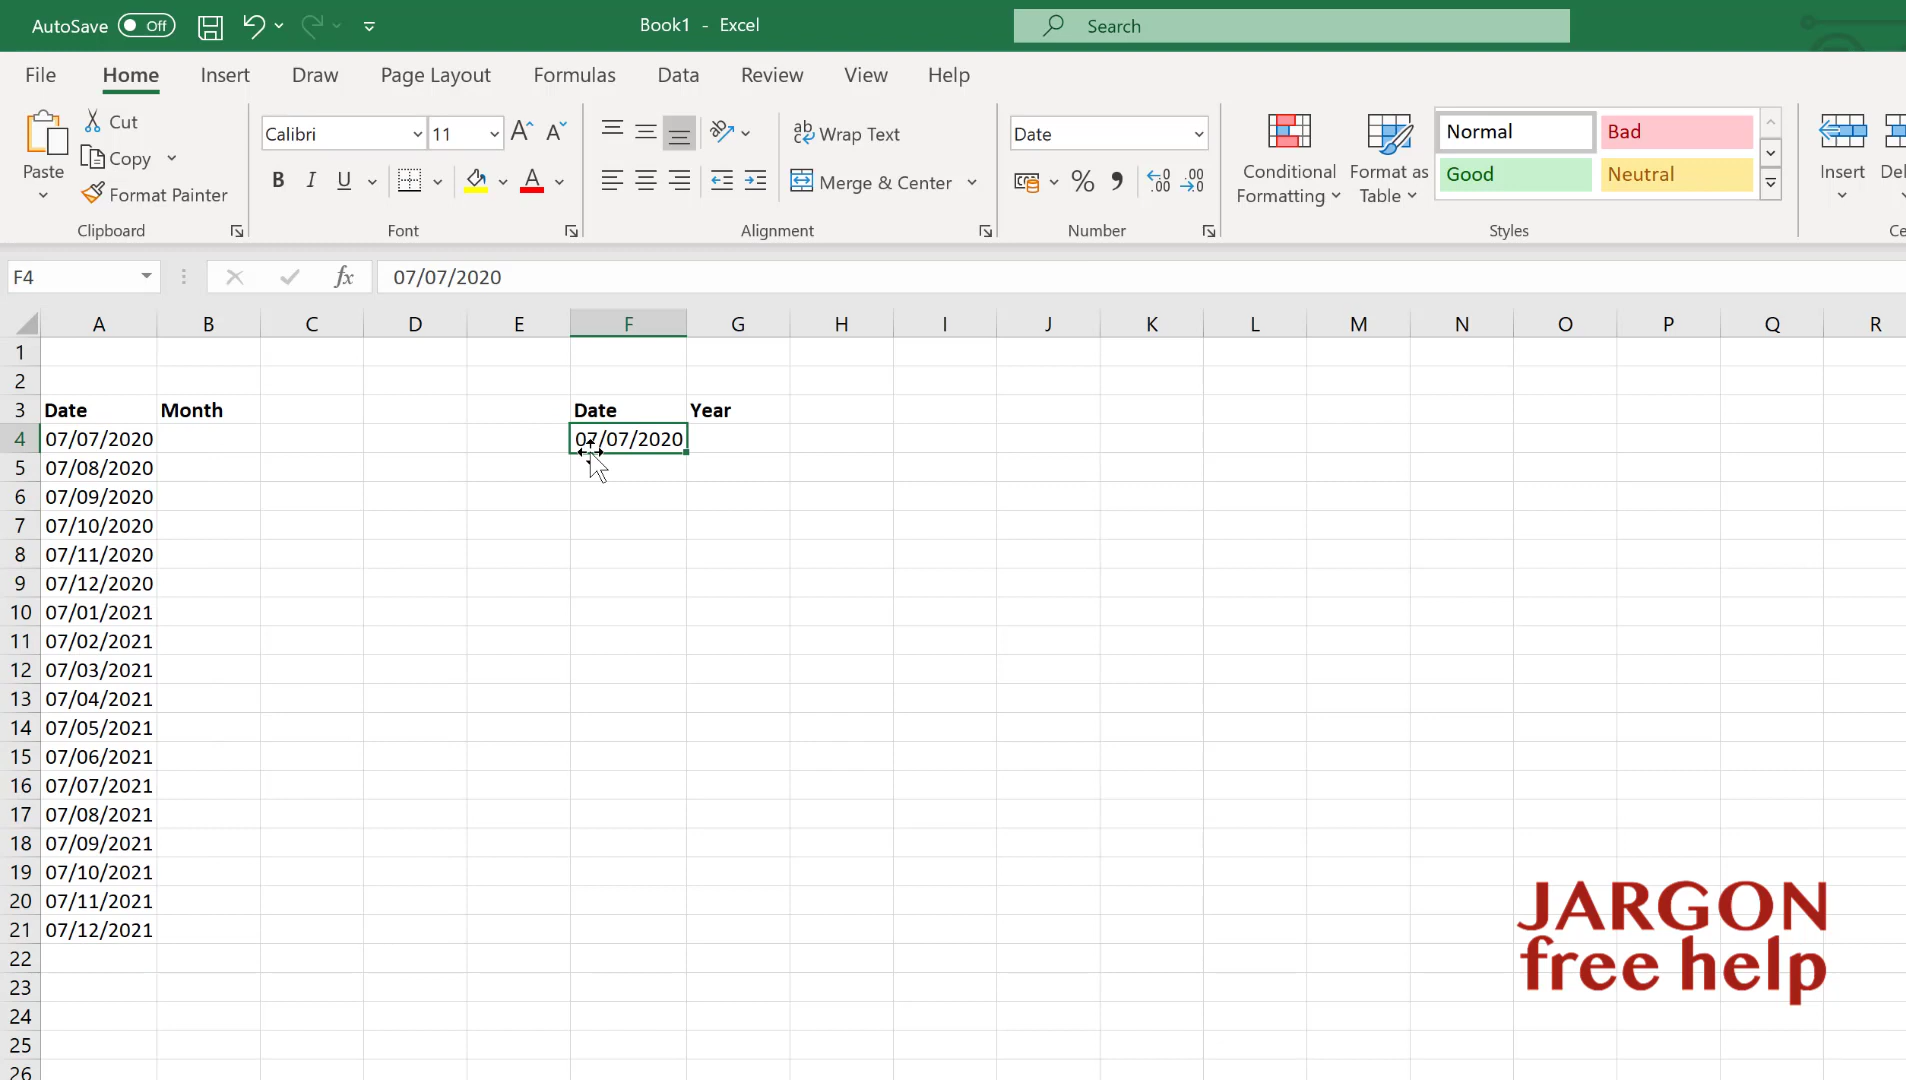 AutoSave Off Book1 - Excel Search
File Home Insert Draw Page Layout Formulas Data Review View Help
Paste
Cut
Copy
Format Painter
Clipboard
Calibri 11
B I U A
Font
ab Wrap Text
Merge & Center
Alignment
Date
% 9 .00 .00
Number
Conditional Formatting
Format as Table
Normal Bad
Good Neutral
Styles
Insert
F4 fx 07/07/2020
A B C D E F G H I J K L M N O P Q R
1
2
3 Date Month Date Year
4 07/07/2020 07/07/2020
5 07/08/2020
6 07/09/2020
7 07/10/2020
8 07/11/2020
9 07/12/2020
10 07/01/2021
11 07/02/2021
12 07/03/2021
13 07/04/2021
14 07/05/2021
15 07/06/2021
16 07/07/2021
17 07/08/2021
18 07/09/2021
19 07/10/2021
20 07/11/2021
21 07/12/2021
22
23
24
25
26
JARGON
free help